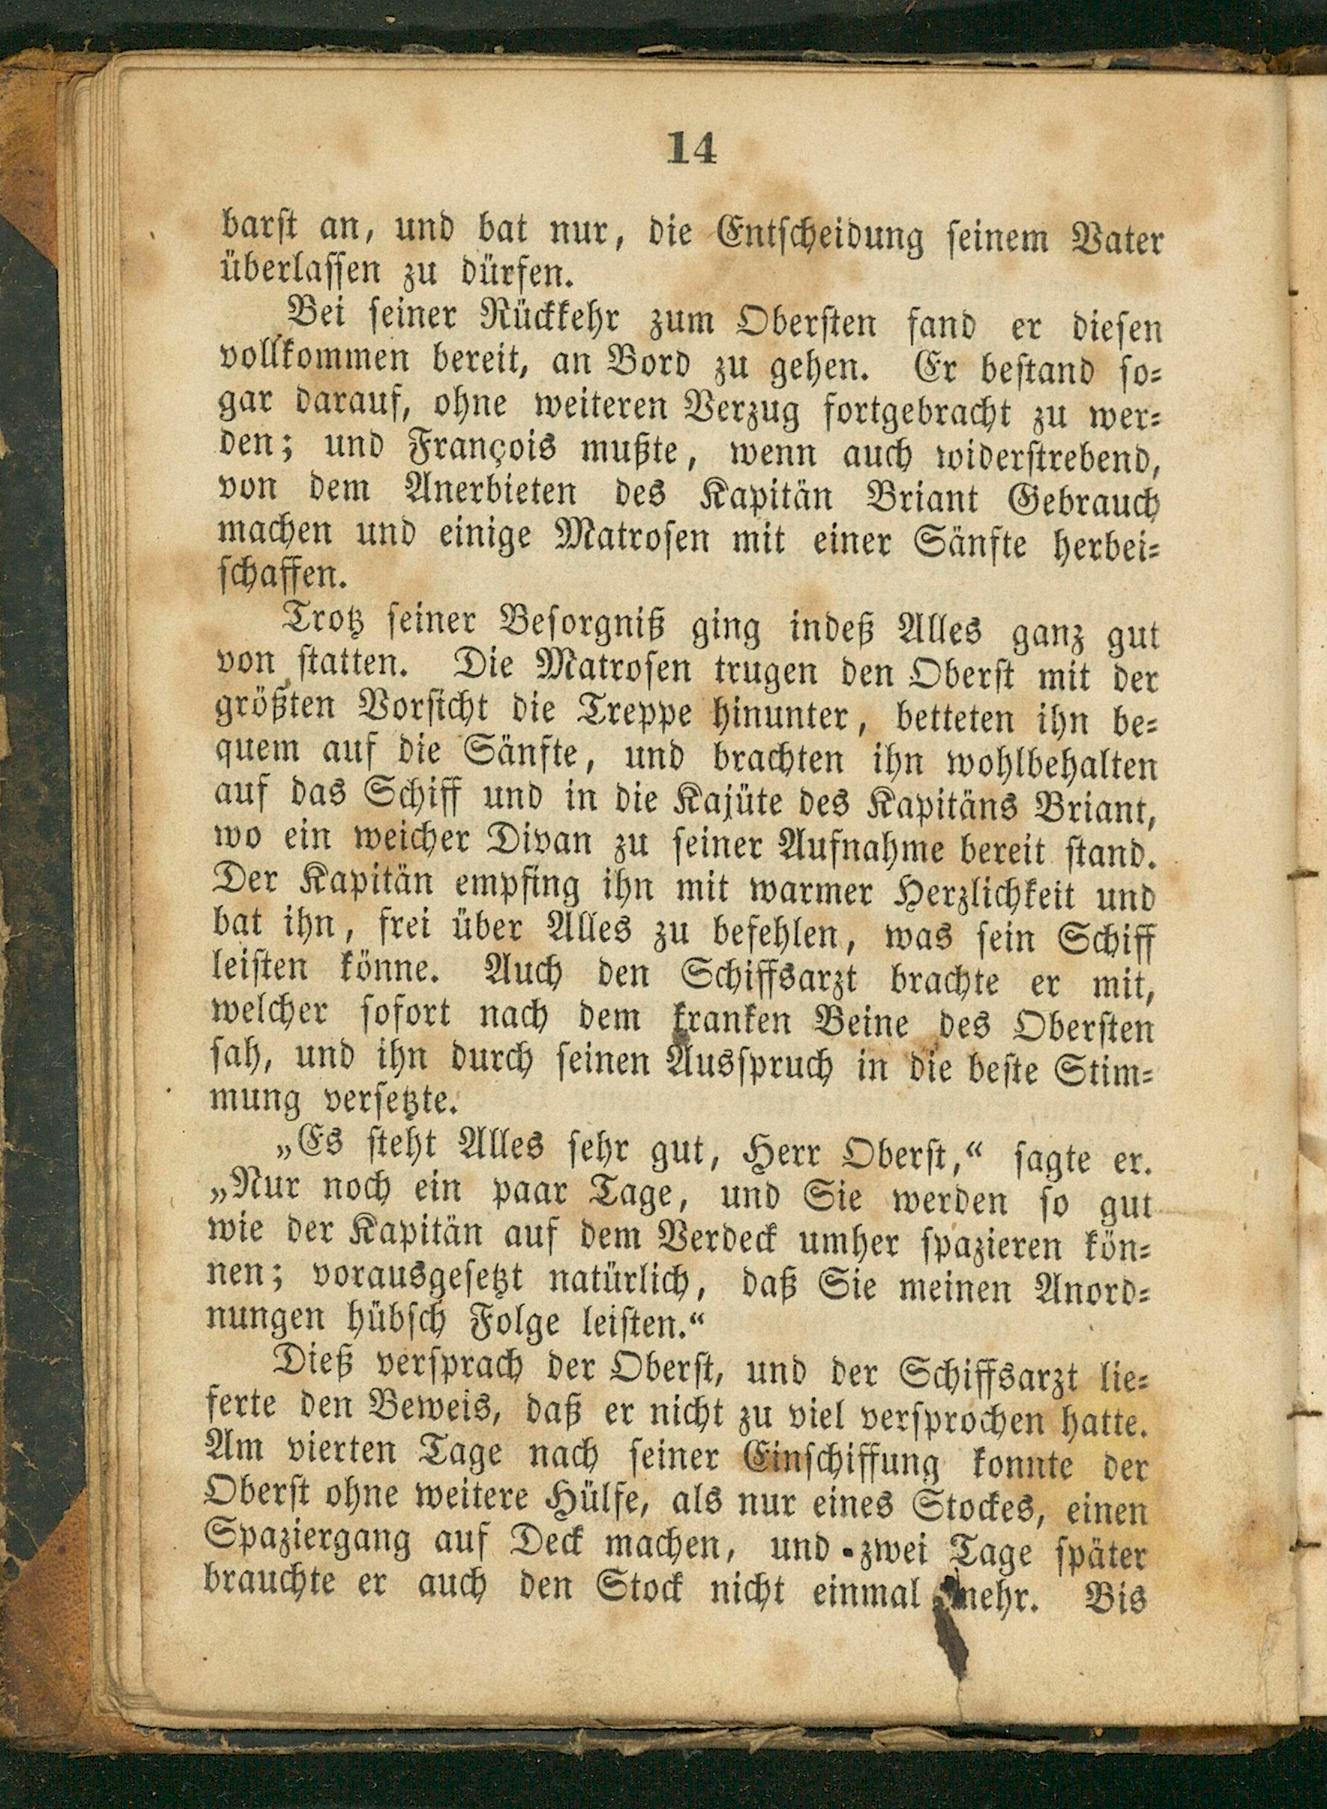 14
barst an, und bat nur, die Entscheidung seinem Vater
überlassen zu dürfen.
Bei seiner Rückkehr zum Obersten fand er diesen
vollkommen bereit, an Bord zu gehen. Er bestand so=
gar darauf, ohne weiteren Verzug fortgebracht zu wer=
den; und François mußte, wenn auch widerstrebend,
von dem Anerbieten des Kapitän Briant Gebrauch
machen und einige Matrosen mit einer Sänfte herbei=
schaffen.
Trotz seiner Besorgniß ging indeß Alles ganz gut
von statten. Die Matrosen trugen den Oberst mit der
größten Vorsicht die Treppe hinunter, betteten ihn be=
quem auf die Sänfte, und brachten ihn wohlbehalten
auf das Schiff und in die Kajüte des Kapitäns Briant,
wo ein weicher Divan zu seiner Aufnahme bereit stand.
Der Kapitän empfing ihn mit warmer Herzlichkeit und
bat ihn, frei über Alles zu befehlen, was sein Schiff
leisten könne. Auch den Schiffsarzt brachte er mit,
welcher sofort nach dem kranken Beine des Obersten
sah, und ihn durch seinen Ausspruch in die beste Stim=
mung versetzte.
„Es steht Alles sehr gut, Herr Oberst,“ sagte er.
„Nur noch ein paar Tage, und Sie werden so gut
wie der Kapitän auf dem Verdeck umher spazieren kön=
nen; vorausgesetzt natürlich, daß Sie meinen Anord=
nungen hübsch Folge leisten.“
Dieß versprach der Oberst, und der Schiffsarzt lie=
ferte den Beweis, daß er nicht zu viel versprochen hatte.
Am vierten Tage nach seiner Einschiffung konnte der
Oberst ohne weitere Hülfe, als nur eines Stockes, einen
Spaziergang auf Deck machen, und zwei Tage später
brauchte er auch den Stock nicht einmal mehr. Bis